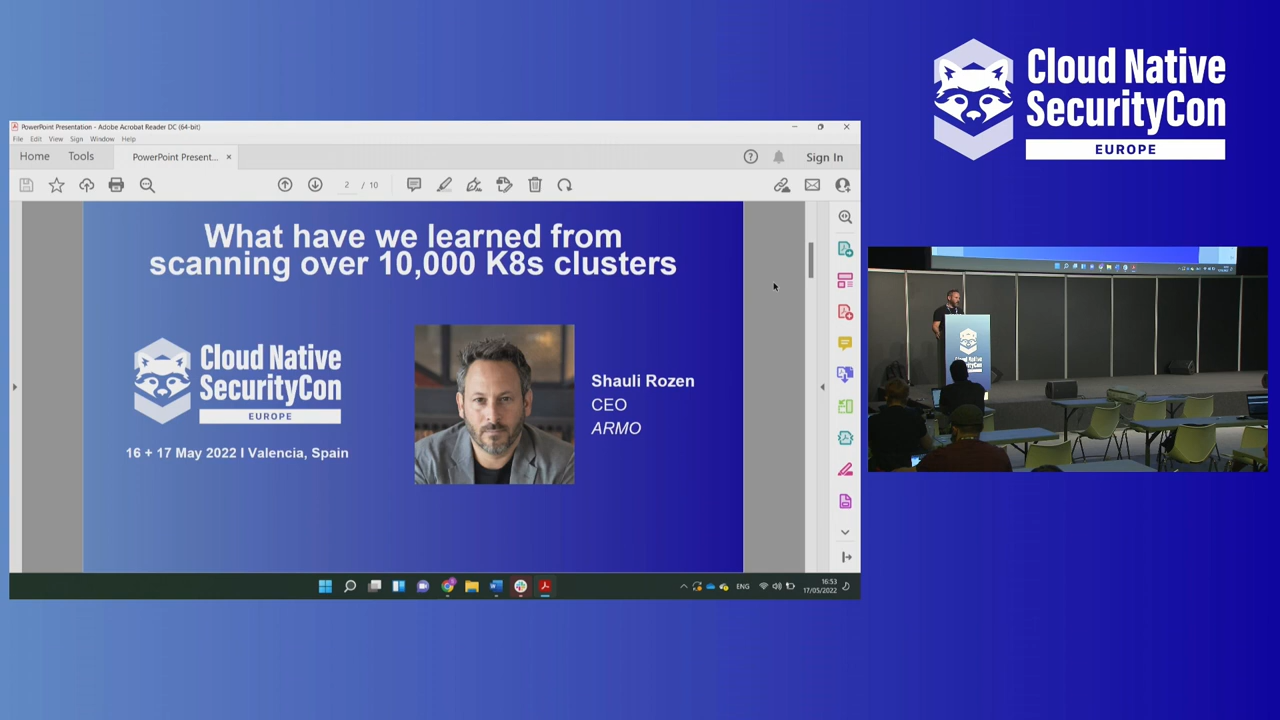 Cloud Native
SecurityCon
EUROPE
PowerPoint Presentation - Adobe Acrobat Reader DC (64-bit)
File Edit View Sign Window Help
Home Tools PowerPoint Present...
Sign In
2 / 10
What have we learned from
scanning over 10,000 K8s clusters
Cloud Native
SecurityCon
EUROPE
16 + 17 May 2022 I Valencia, Spain
Shauli Rozen
CEO
ARMO
ENG
16:53
17/05/2022
Cloud Native
SecurityCon